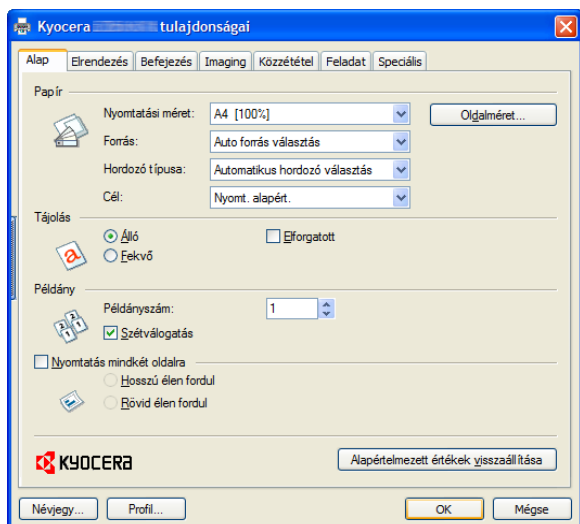 Kyocera tulajdonságai
Alap Elrendezés Befejezés Imaging Közzététel Feladat Speciális
Papír
Nyomtatási méret: A4 [100%] Oldalméret...
Forrás: Auto forrás választás
Hordozó típusa: Automatikus hordozó választás
Cél: Nyomt. alapért.
Tájolás
a
Álló Elforgatott
Fekvő
Példány
Példányszám: 1
Szétválogatás
Nyomtatás mindkét oldalra
Hosszú élen fordul
Rövid élen fordul
KYOCERA Alapértelmezett értékek visszaállítása
Névjegy... Profil... OK Mégse